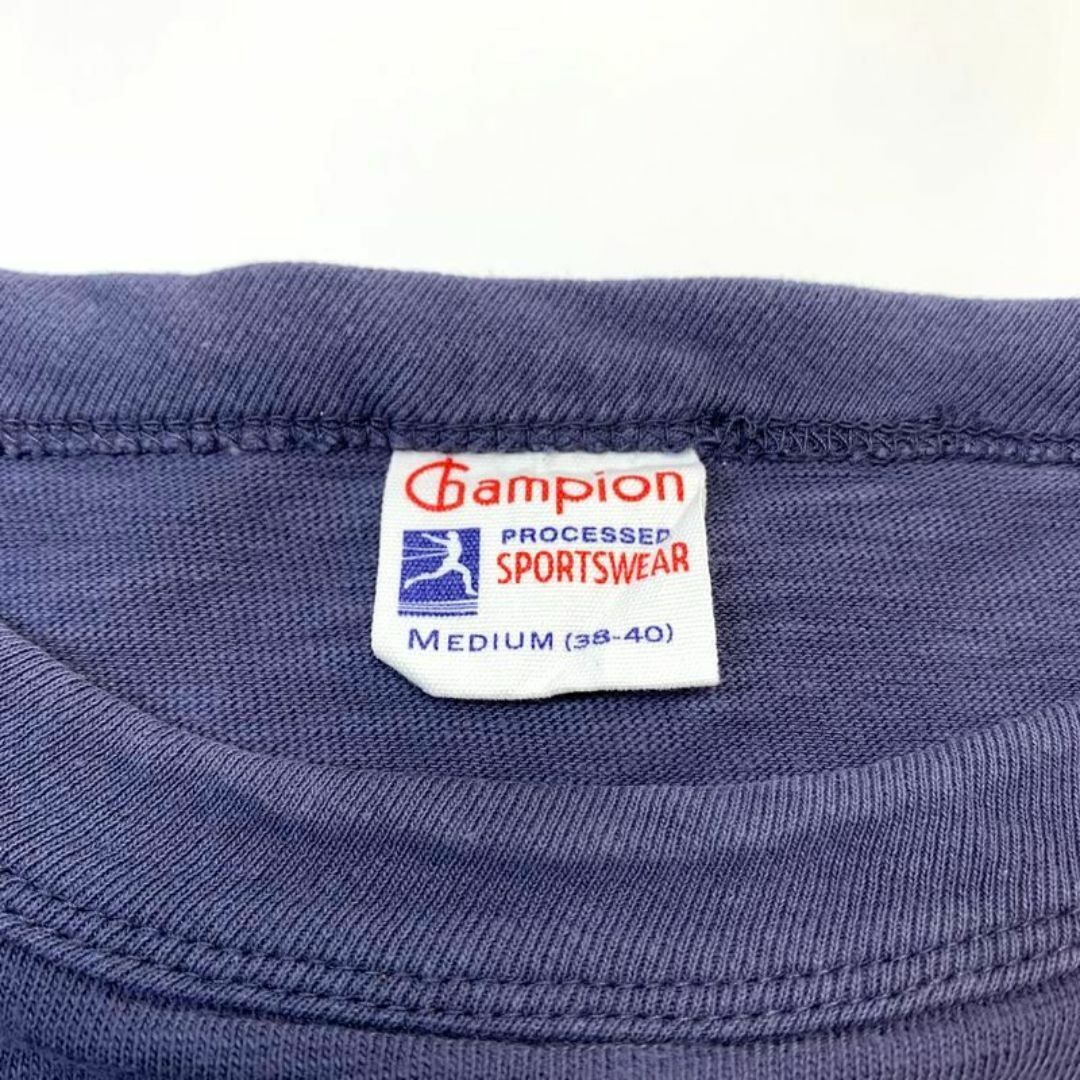 Champion
PROCESSED
SPORTSWEAR
MEDIUM (38-40)